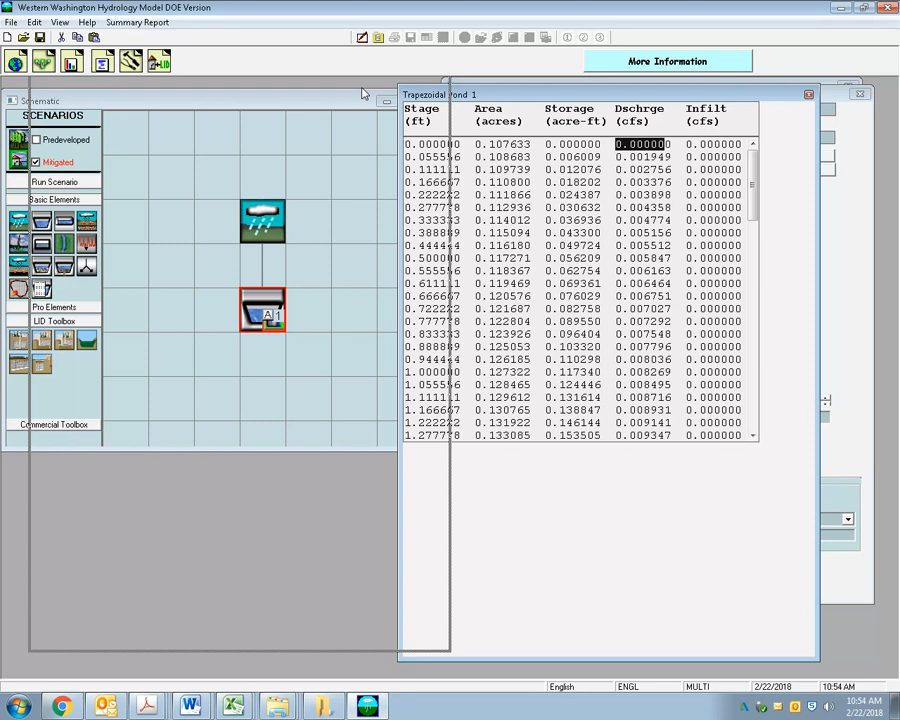 Western Washington Hydrology Model DOE Version
File Edit View Help Summary Report
More Information
Schematic
SCENARIOS
Predeveloped
Mitigated
Run Scenario
Basic Elements
Pro Elements
LID Toolbox
Commercial Toolbox
A 1
Trapezoidal Pond 1
Stage Area Storage Dschrge Infilt
(ft) (acres) (acre-ft) (cfs) (cfs)
0.000000 0.107633 0.000000 0.000000 0.000000
0.055556 0.108683 0.006009 0.001949 0.000000
0.111111 0.109739 0.012076 0.002756 0.000000
0.166667 0.110800 0.018202 0.003376 0.000000
0.222222 0.111866 0.024387 0.003898 0.000000
0.277778 0.112936 0.030632 0.004358 0.000000
0.333333 0.114012 0.036936 0.004774 0.000000
0.388889 0.115094 0.043300 0.005156 0.000000
0.444444 0.116180 0.049724 0.005512 0.000000
0.500000 0.117271 0.056209 0.005847 0.000000
0.555556 0.118367 0.062754 0.006163 0.000000
0.611111 0.119469 0.069361 0.006464 0.000000
0.666667 0.120576 0.076029 0.006751 0.000000
0.722222 0.121687 0.082758 0.007027 0.000000
0.777778 0.122804 0.089550 0.007292 0.000000
0.833333 0.123926 0.096404 0.007548 0.000000
0.888889 0.125053 0.103320 0.007796 0.000000
0.944444 0.126185 0.110298 0.008036 0.000000
1.000000 0.127322 0.117340 0.008269 0.000000
1.055556 0.128465 0.124446 0.008495 0.000000
1.111111 0.129612 0.131614 0.008716 0.000000
1.166667 0.130765 0.138847 0.008931 0.000000
1.222222 0.131922 0.146144 0.009141 0.000000
1.277778 0.133085 0.153505 0.009347 0.000000
English ENGL MULTI 2/22/2018 10:54 AM
10:54 AM
2/22/2018